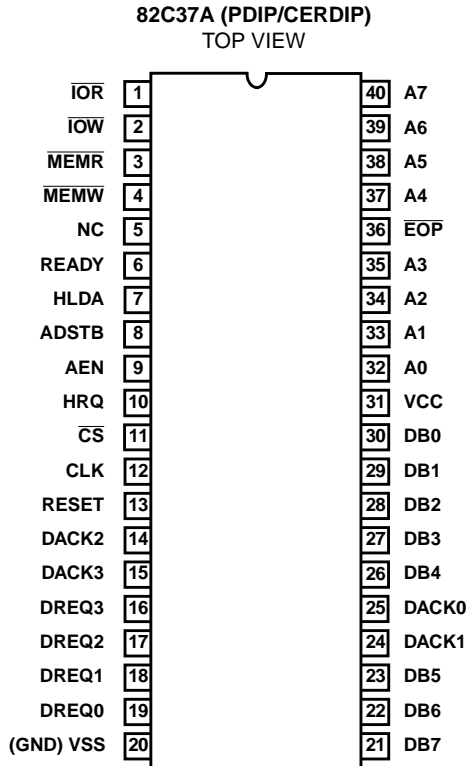 82C37A (PDIP/CERDIP)
TOP VIEW
IOR 1 40 A7
IOW 2 39 A6
MEMR 3 38 A5
MEMW 4 37 A4
NC 5 36 EOP
READY 6 35 A3
HLDA 7 34 A2
ADSTB 8 33 A1
AEN 9 32 A0
HRQ 10 31 VCC
CS 11 30 DB0
CLK 12 29 DB1
RESET 13 28 DB2
DACK2 14 27 DB3
DACK3 15 26 DB4
DREQ3 16 25 DACK0
DREQ2 17 24 DACK1
DREQ1 18 23 DB5
DREQ0 19 22 DB6
(GND) VSS 20 21 DB7